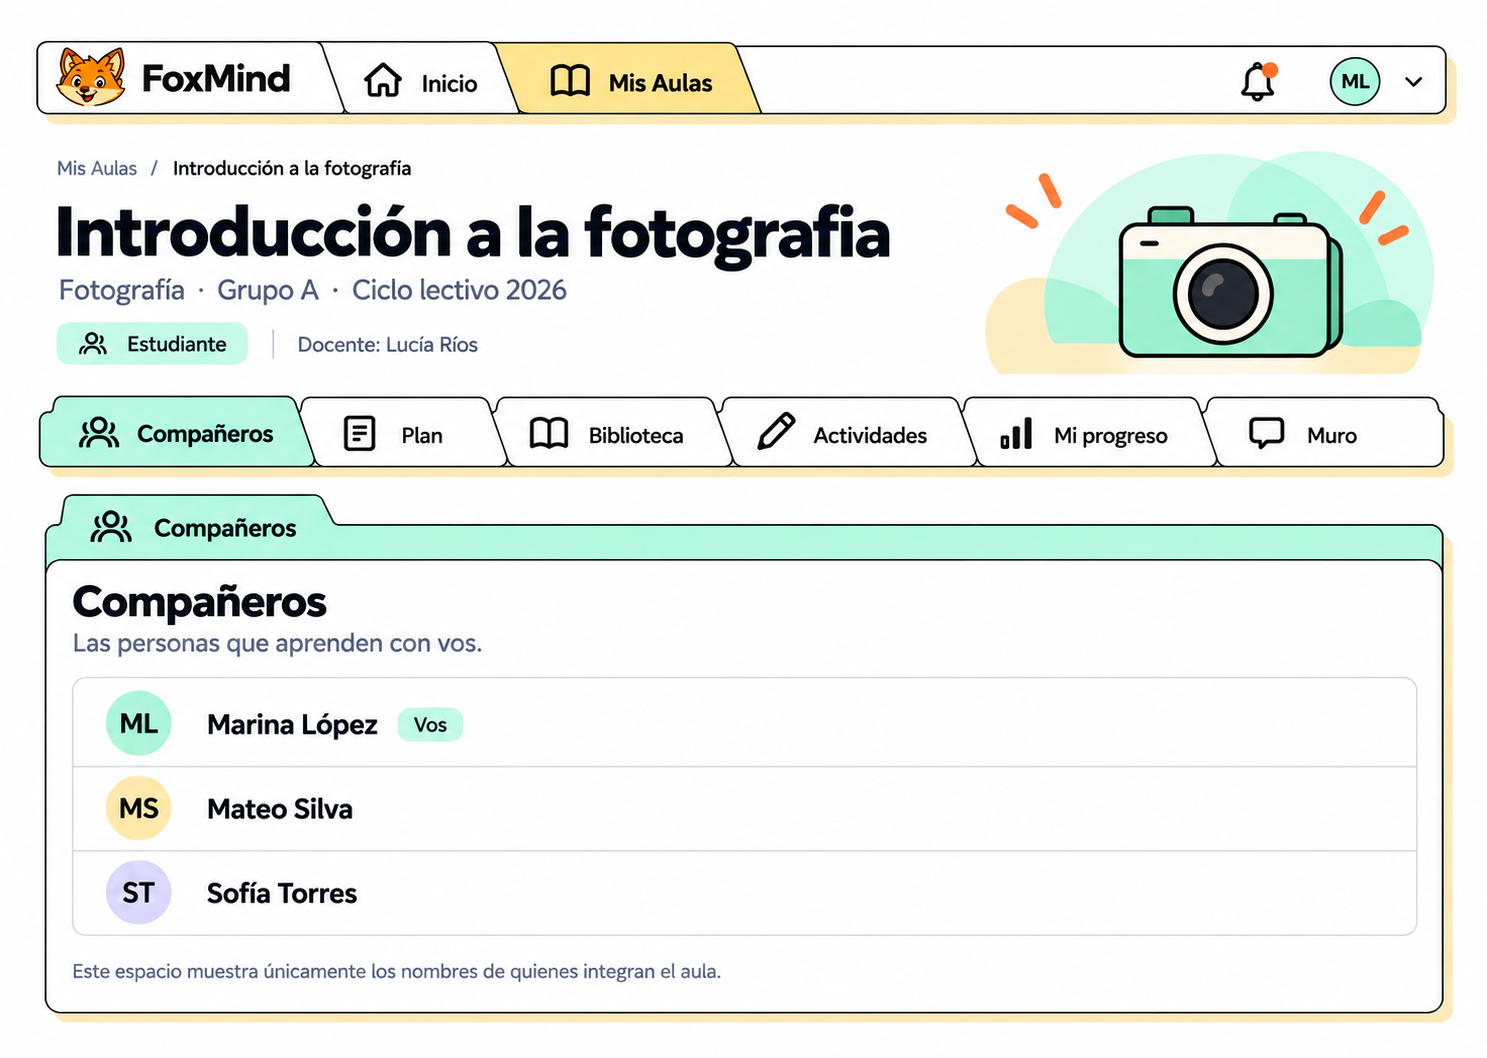 FoxMind Inicio Mis Aulas ML
Mis Aulas / Introducción a la fotografía
Introducción a la fotografia
Fotografía · Grupo A · Ciclo lectivo 2026
Estudiante Docente: Lucía Ríos
Compañeros Plan Biblioteca Actividades Mi progreso Muro
Compañeros
Compañeros
Las personas que aprenden con vos.
ML Marina López Vos
MS Mateo Silva
ST Sofía Torres
Este espacio muestra únicamente los nombres de quienes integran el aula.